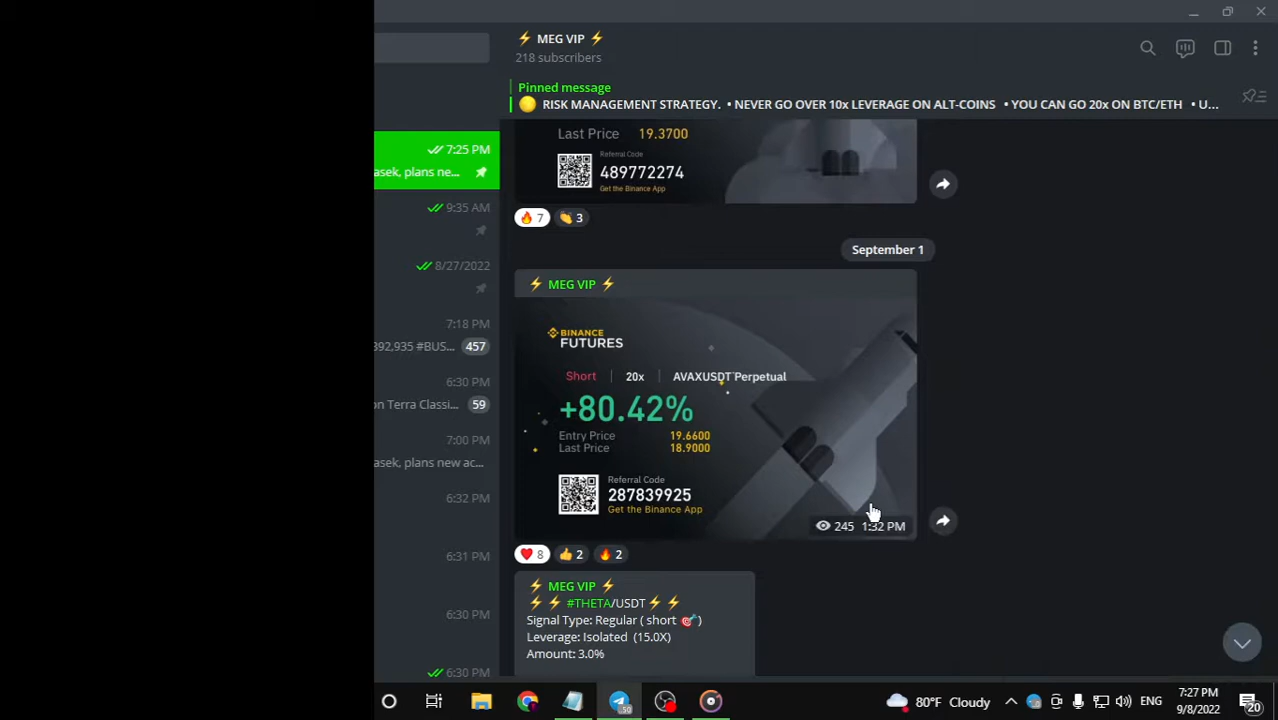 ⚡ MEG VIP ⚡
218 subscribers
Pinned message
🟡 RISK MANAGEMENT STRATEGY. • NEVER GO OVER 10x LEVERAGE ON ALT-COINS • YOU CAN GO 20x ON BTC/ETH • U...
7:25 PM
asek, plans ne...
9:35 AM
8/27/2022
7:18 PM
392,935 #BUS... 457
6:30 PM
on Terra Classi... 59
7:00 PM
asek, plans new ac...
6:32 PM
6:31 PM
6:30 PM
6:30 PM
Last Price 19.3700
Referral Code
489772274
Get the Binance App
🔥 7 👏 3
September 1
⚡ MEG VIP ⚡
BINANCE
FUTURES
Short | 20x | AVAXUSDT Perpetual
+80.42%
Entry Price 19.6600
Last Price 18.9000
Referral Code
287839925
Get the Binance App
245 1:32 PM
❤️ 8 👍 2 🔥 2
⚡ MEG VIP ⚡
⚡ ⚡ #THETA/USDT⚡ ⚡
Signal Type: Regular ( short 🎯 )
Leverage: Isolated (15.0X)
Amount: 3.0%
50
80°F Cloudy
ENG
7:27 PM
9/8/2022
20